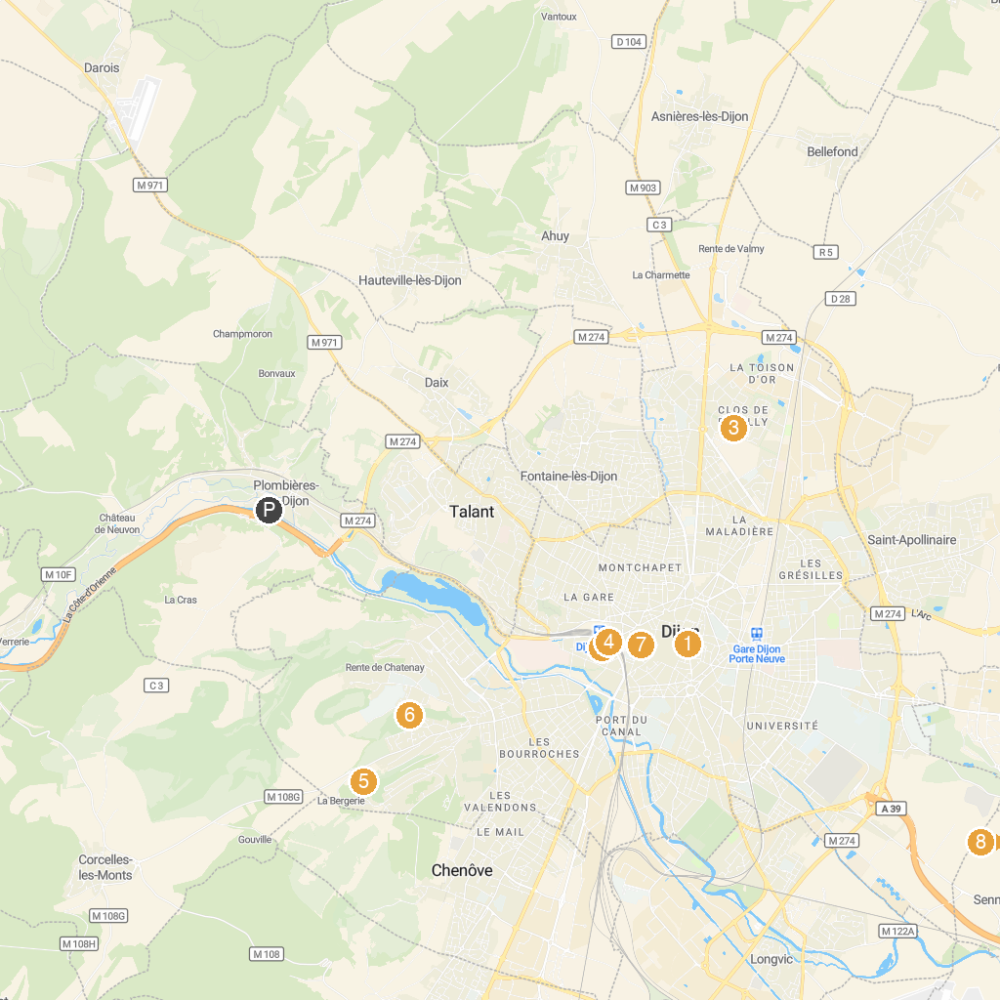 Vantoux
D 104
Darois
Asnières-lès-Dijon
Bellefond
M 971
M 903
C 3
Ahuy
Rente de Valmy
R 5
La Charmette
Hauteville-lès-Dijon
D 28
Champmoron
M 971
M 274
M 274
Bonvaux
LA TOISON
D'OR
Daix
CLOS DE
3
M 274
Fontaine-lès-Dijon
Plombières-
Dijon
P
Talant
Château
de Neuvon
M 274
LA
MALADIÈRE
Saint-Apollinaire
MONTCHAPET
LES
GRÉSILLES
M 10F
La Côte-d'Orienne
La Cras
LA GARE
M 274
L'Arc
Verrerie
Dijon
4
7
1
Gare Dijon
Porte Neuve
Rente de Chatenay
C 3
6
PORT DU
CANAL
UNIVERSITÉ
LES
BOURROCHES
5
La Bergerie
M 108G
LES
VALENDONS
A 39
LE MAIL
Gouville
M 274
8
Corcelles-
les-Monts
Chenôve
Senn
M 108G
M 122A
M 108H
M 108
Longvic